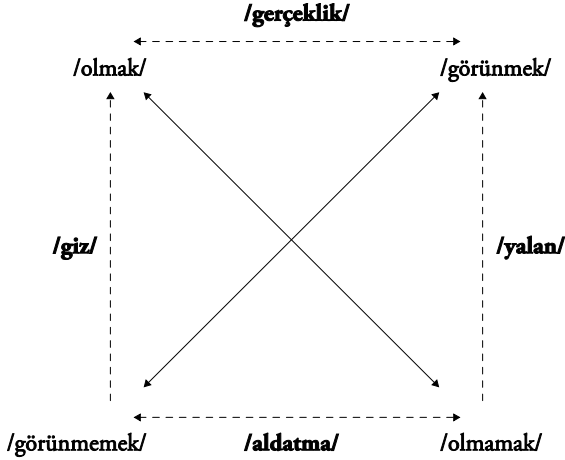 /gerçeklik/
/olmak/ /görünmek/
/giz/ /yalan/
/görünmemek/ /aldatma/ /olmamak/